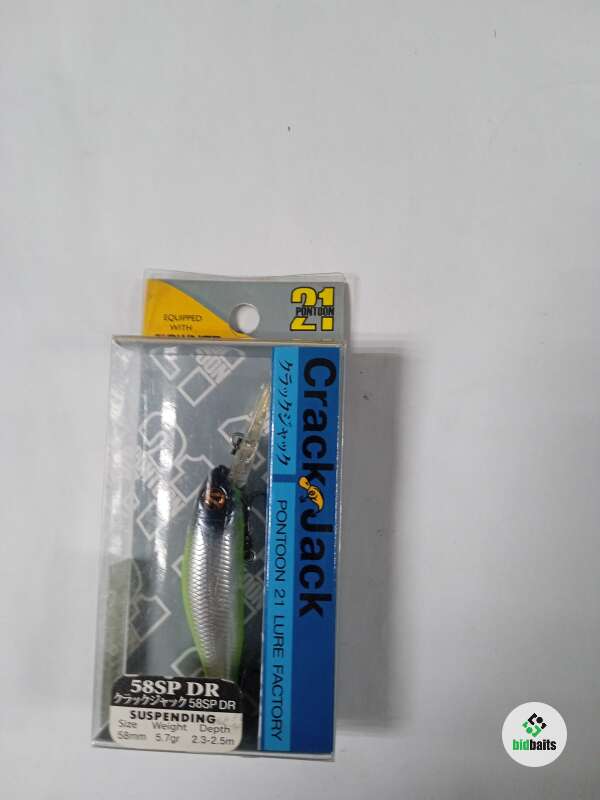 EQUIPPED
WITH
21
PONTOON
Crack Jack
クラックジャック
PONTOON 21 LURE FACTORY
PONTOON
58SP DR
クラックジャック 58SP DR
SUSPENDING
Size Weight Depth
58mm 5.7gr 2.3-2.5m
bidbaits